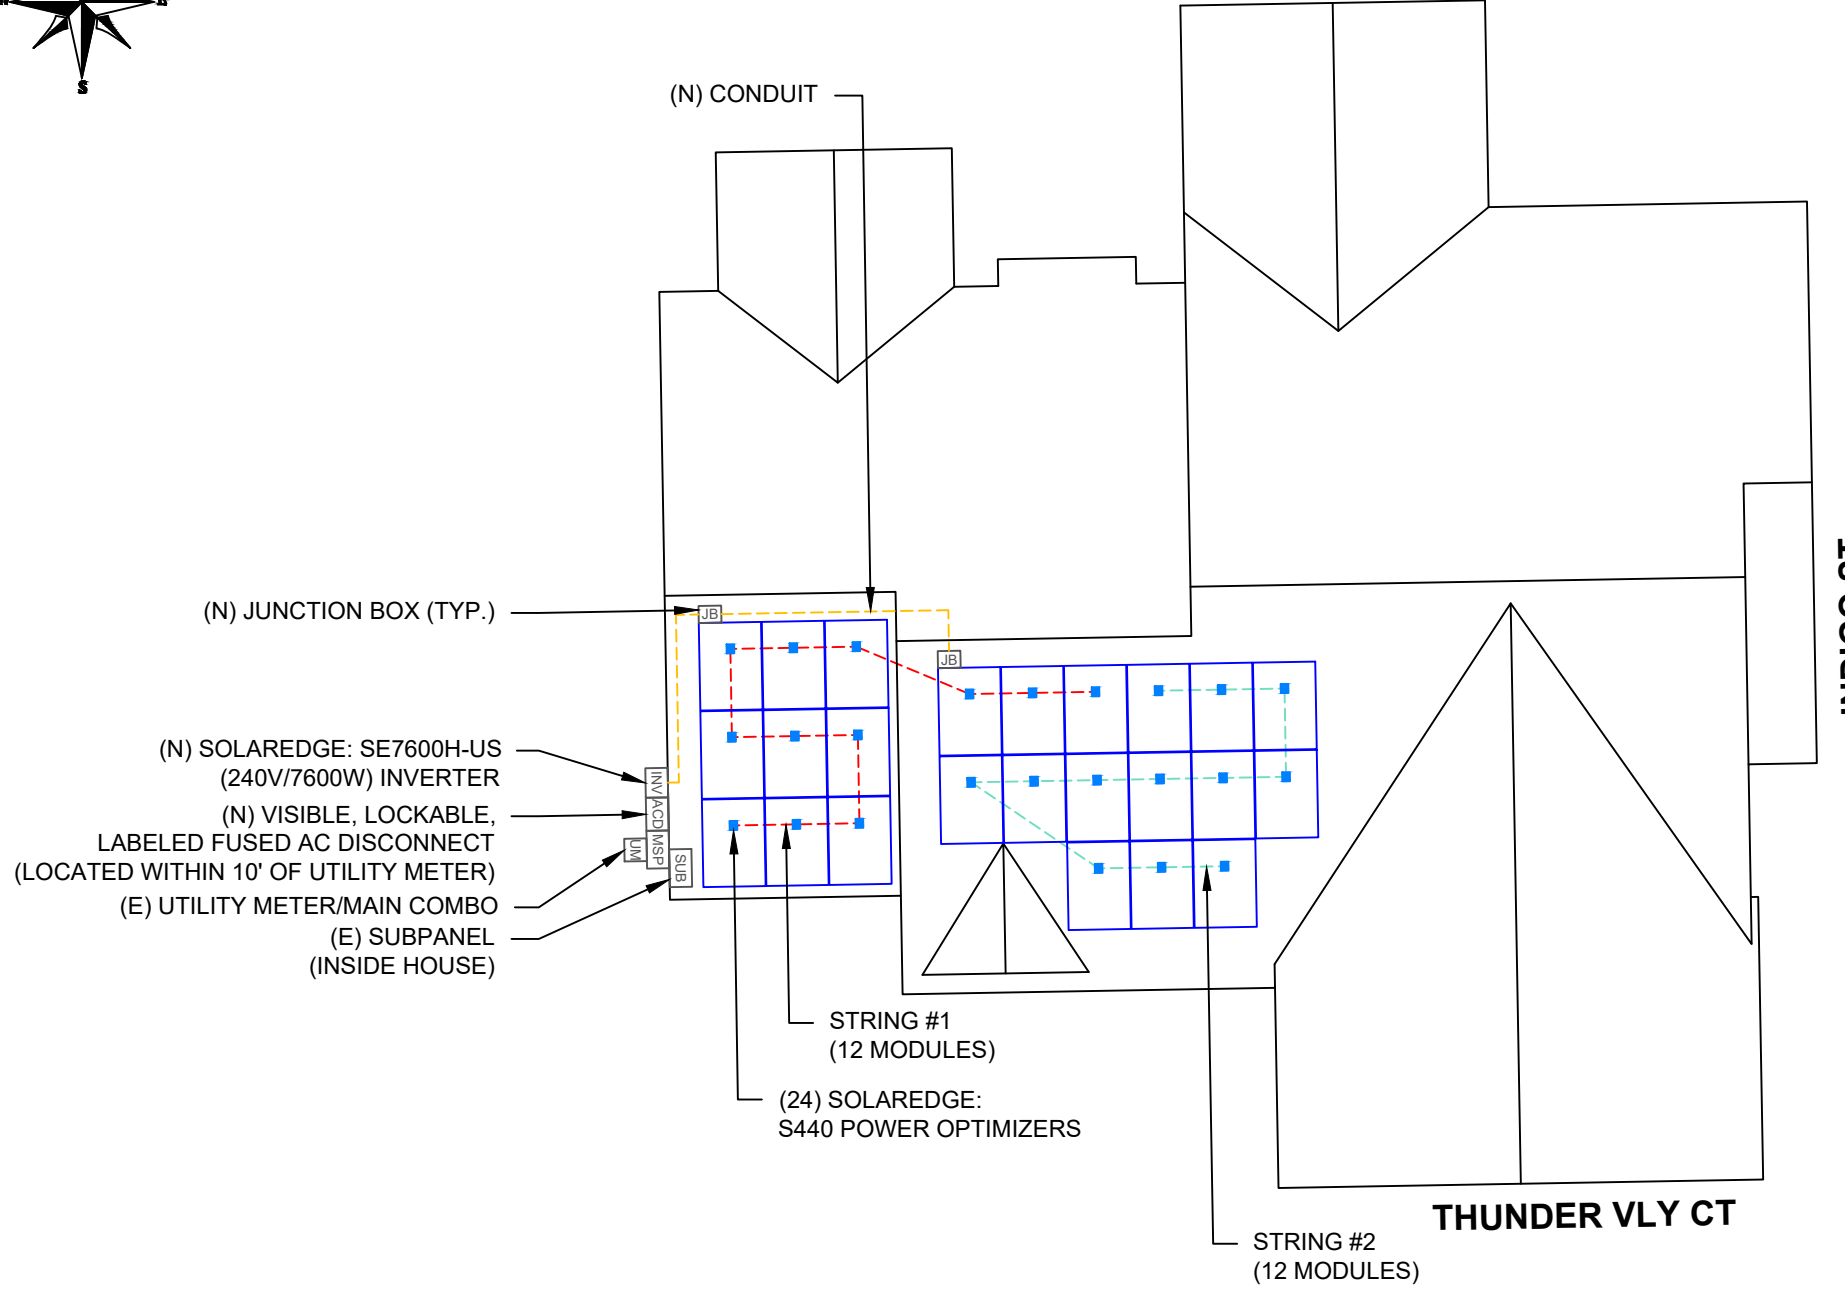 S
(N) CONDUIT
(N) JUNCTION BOX (TYP.)
JB
JB
(N) SOLAREDGE: SE7600H-US
(240V/7600W) INVERTER
(N) VISIBLE, LOCKABLE,
LABELED FUSED AC DISCONNECT
(LOCATED WITHIN 10' OF UTILITY METER)
(E) UTILITY METER/MAIN COMBO
(E) SUBPANEL
(INSIDE HOUSE)
INV
ACD
MSP
UM
SUB
STRING #1
(12 MODULES)
(24) SOLAREDGE:
S440 POWER OPTIMIZERS
STRING #2
(12 MODULES)
THUNDER VLY CT